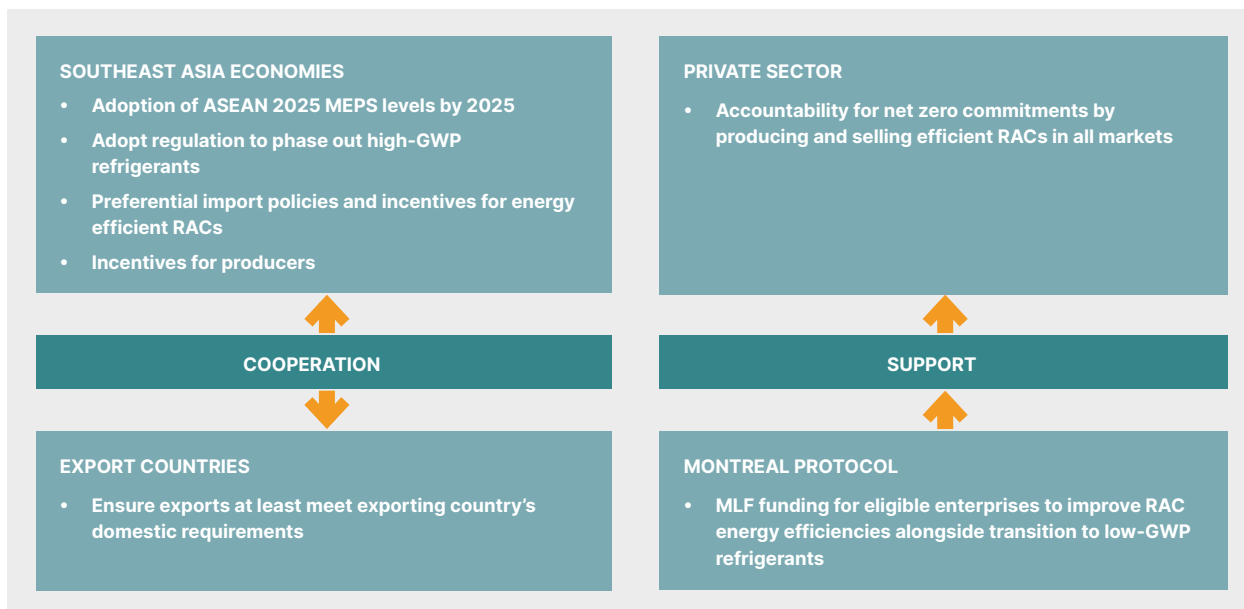 SOUTHEAST ASIA ECONOMIES
• Adoption of ASEAN 2025 MEPS levels by 2025
• Adopt regulation to phase out high-GWP
refrigerants
• Preferential import policies and incentives for energy
efficient RACs
• Incentives for producers
COOPERATION
EXPORT COUNTRIES
• Ensure exports at least meet exporting country’s
domestic requirements
PRIVATE SECTOR
• Accountability for net zero commitments by
producing and selling efficient RACs in all markets
SUPPORT
MONTREAL PROTOCOL
• MLF funding for eligible enterprises to improve RAC
energy efficiencies alongside transition to low-GWP
refrigerants